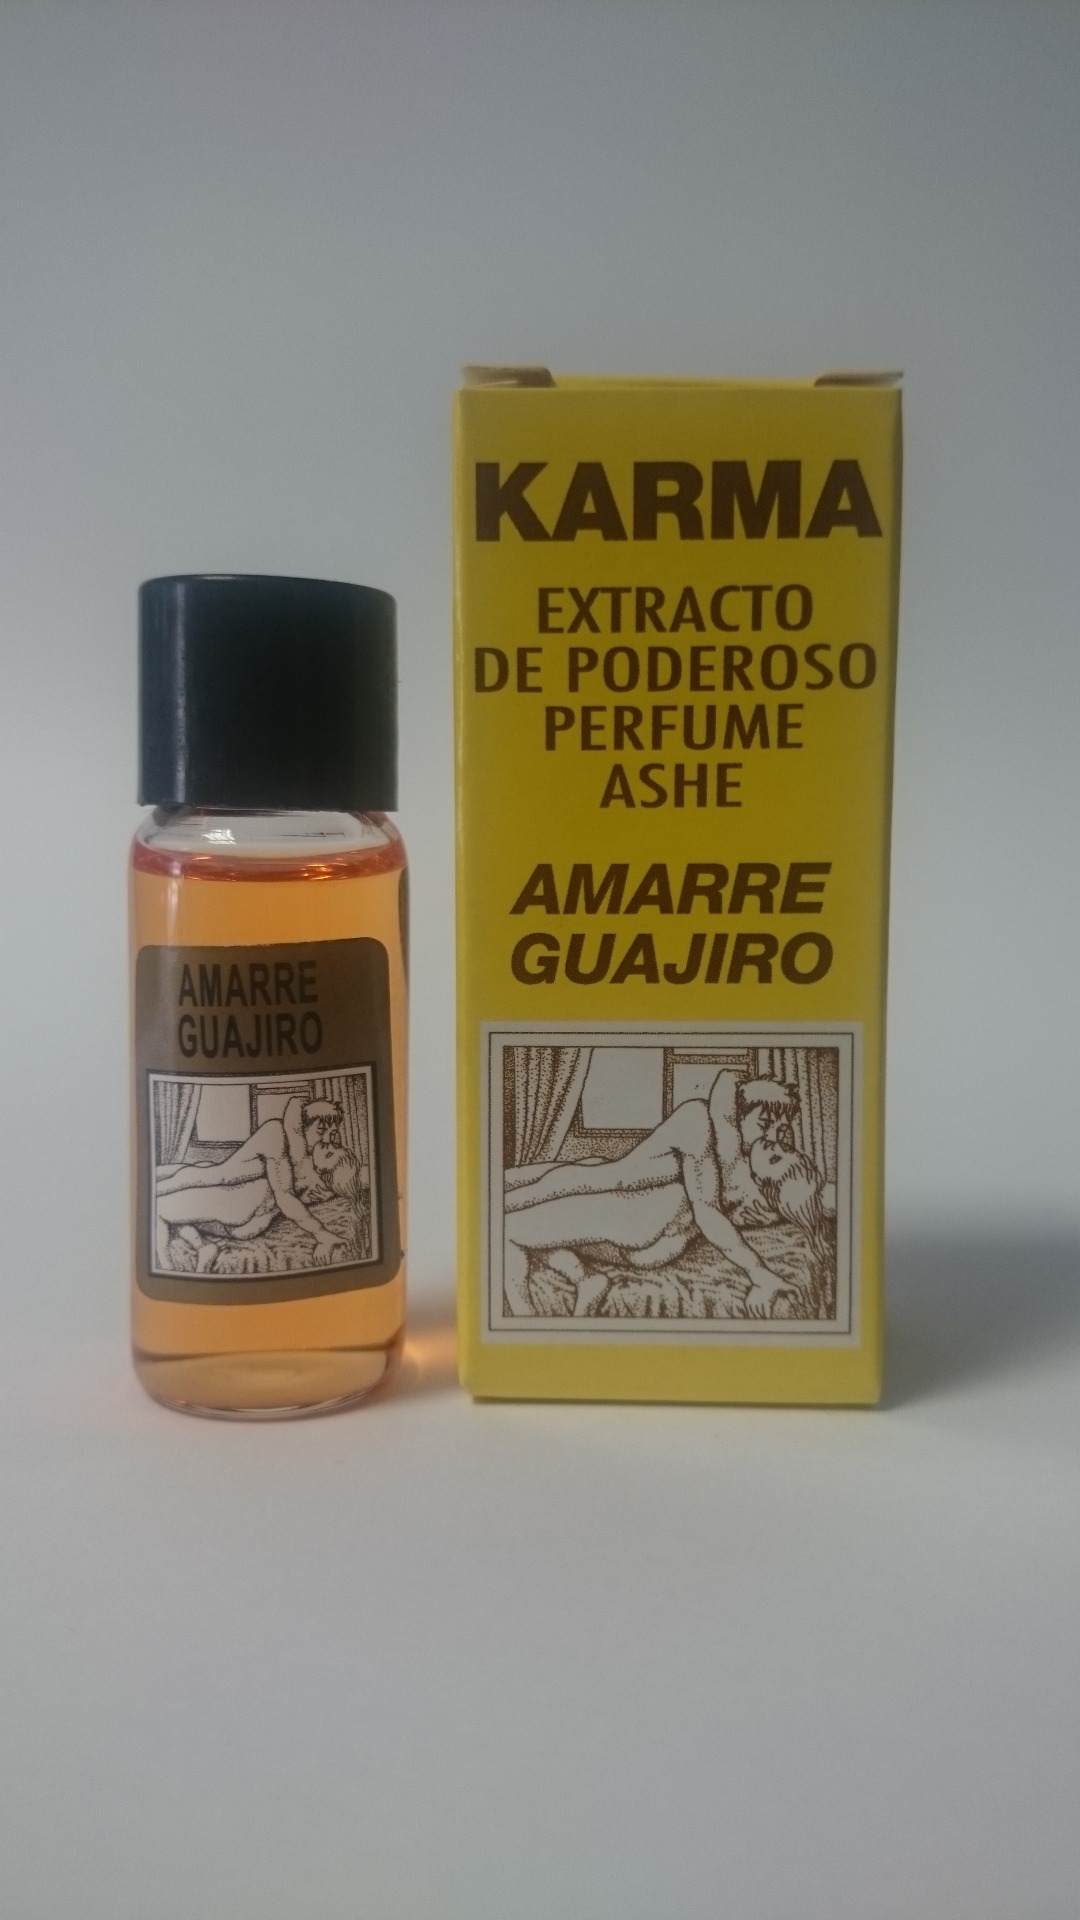 AMARRE
GUAJIRO
KARMA
EXTRACTO
DE PODEROSO
PERFUME
ASHE
AMARRE
GUAJIRO